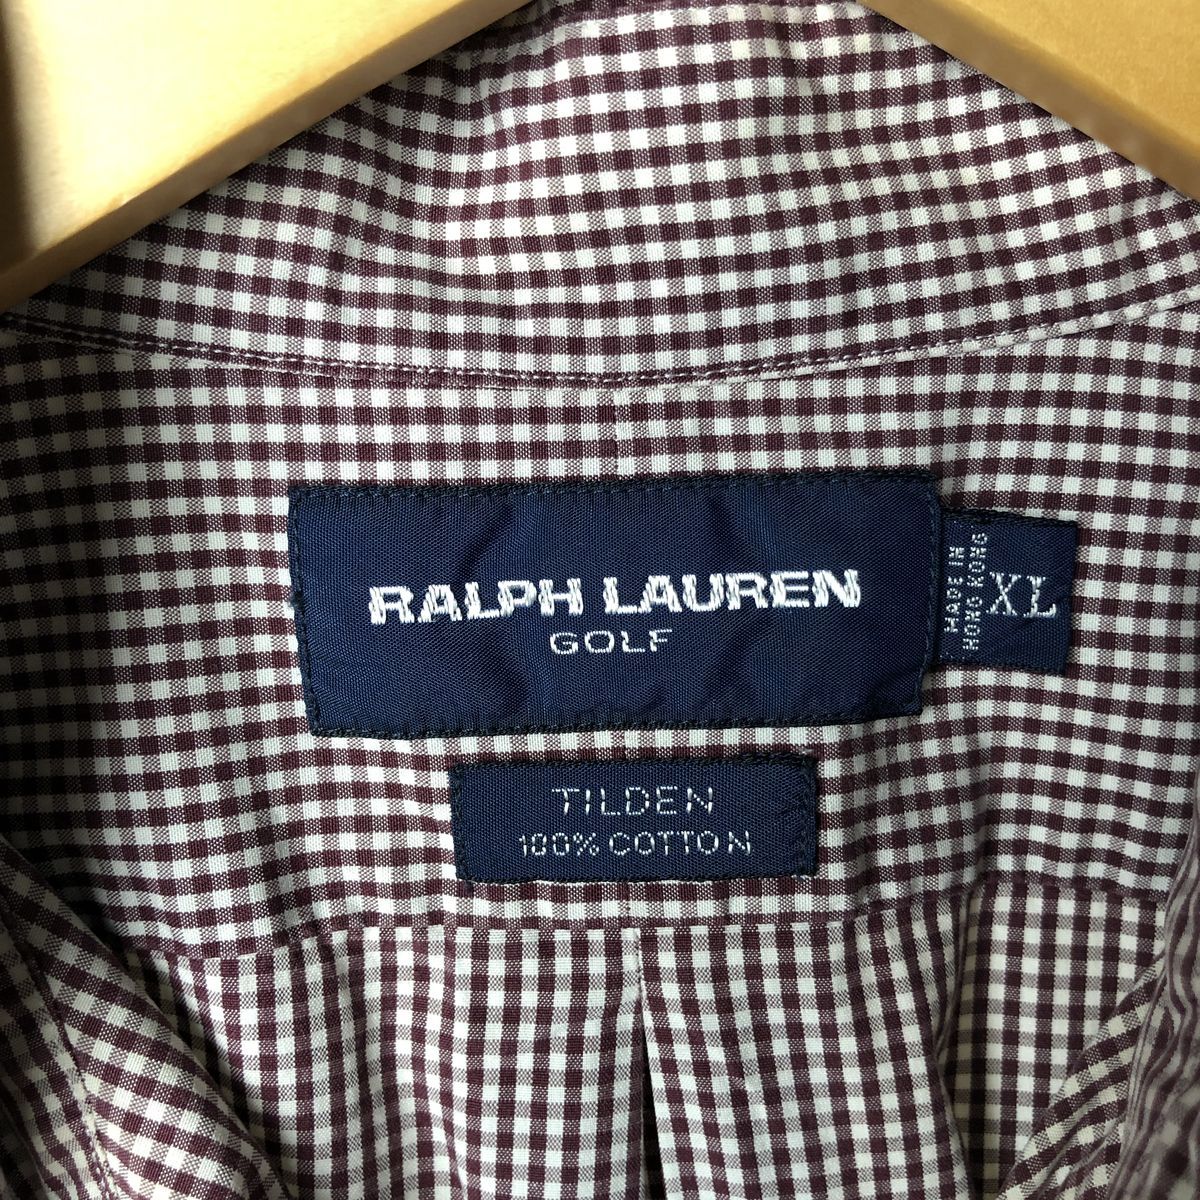 RALPH LAUREN
GOLF
MADE IN
HONG KONG
XL
TILDEN
100% COTTON